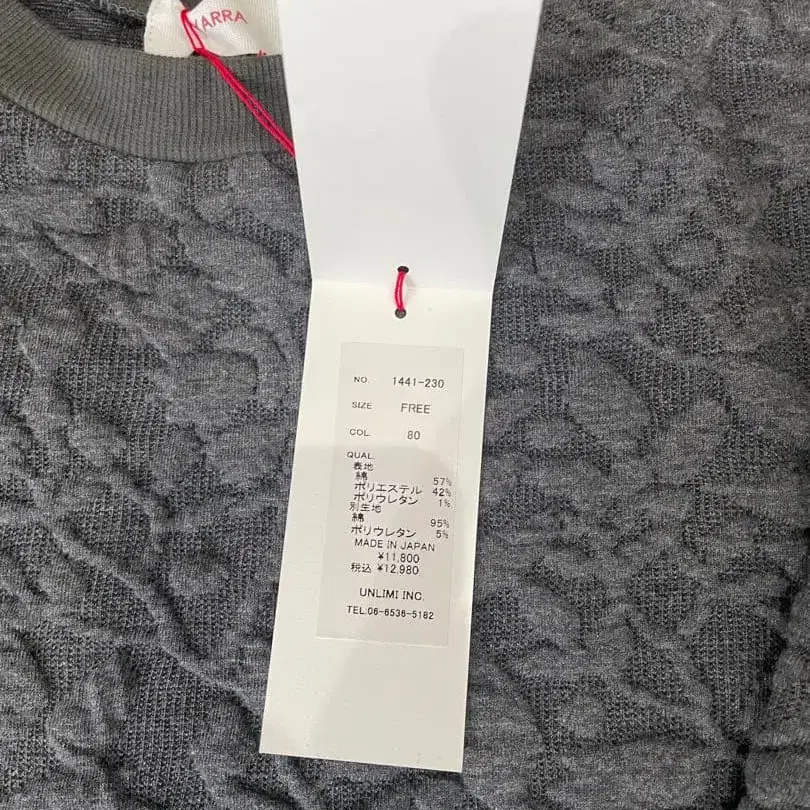 YARRA
NO. 1441-230
SIZE FREE
COL. 80
QUAL.
表地
綿 57%
ポリエステル 42%
ポリウレタン 1%
別生地
綿 95%
ポリウレタン 5%
MADE IN JAPAN
¥11,800
税込 ¥12,980
UNLIMI INC.
TEL:06-6536-5182